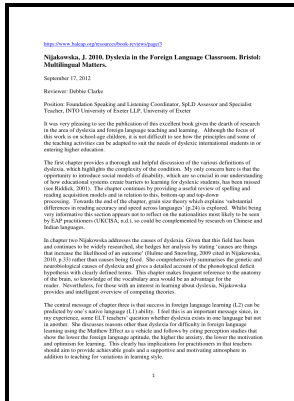 https://www.baleap.org/resources/book-reviews/page/3
Nijakowska, J. 2010. Dyslexia in the Foreign Language Classroom. Bristol:
Multilingual Matters.
September 17, 2012
Reviewer: Debbie Clarke
Position: Foundation Speaking and Listening Coordinator, SpLD Assessor and Specialist
Teacher, INTO University of Exeter LLP, University of Exeter.
It was very pleasing to see the publication of this excellent book given the dearth of research
in the area of dyslexia and foreign language teaching and learning. Although the focus of
this work is on school-age children, it is not difficult to see how the principles and some of
the teaching activities can be adapted to suit the needs of dyslexic international students in or
entering higher education.
The first chapter provides a thorough and helpful discussion of the various definitions of
dyslexia, which highlights the complexity of the condition. My only concern here is that the
opportunity to introduce social models of disability, which are so crucial in our understanding
of how educational systems create barriers to learning for dyslexic students, has been missed
(see Riddick, 2001). The chapter continues by providing a useful review of spelling and
reading acquisition models and in relation to this, bottom-up and top-down
processing. Towards the end of the chapter, grain size theory which explains 'substantial
differences in reading accuracy and speed across languages' (p.24) is explored. Whilst being
very informative this section appears not to reflect on the nationalities most likely to be seen
by EAP practitioners (UKCISA, n.d.), so could be complemented by research on Chinese and
Indian languages.
In chapter two Nijakowska addresses the causes of dyslexia. Given that this field has been
and continues to be widely researched, she hedges her analysis by stating 'causes are things
that increase the likelihood of an outcome' (Hulme and Snowling, 2009 cited in Nijakowska,
2010, p.33) rather than causes being fixed. She comprehensively summarises the genetic and
neurobiological causes of dyslexia and gives a detailed account of the phonological deficit
hypothesis with clearly defined terms. This chapter makes frequent reference to the anatomy
of the brain, so knowledge of the vocabulary area would be an advantage for the
reader. Nevertheless, for those with an interest in learning about dyslexia, Nijakowska
provides and intelligent overview of competing theories.
The central message of chapter three is that success in foreign language learning (L2) can be
predicted by one's native language (L1) ability. I feel this is an important message since, in
my experience, some ELT teachers' question whether dyslexia exists in one language but not
in another. She discusses reasons other than dyslexia for difficulty in foreign language
learning using the Matthew Effect as a vehicle and follows by citing perception studies that
show the lower the foreign language aptitude, the higher the anxiety, the lower the motivation
and optimism for learning. This clearly has implications for practitioners in that teachers
should aim to provide achievable goals and a supportive and motivating atmosphere in
addition to teaching for variations in learning style.
1